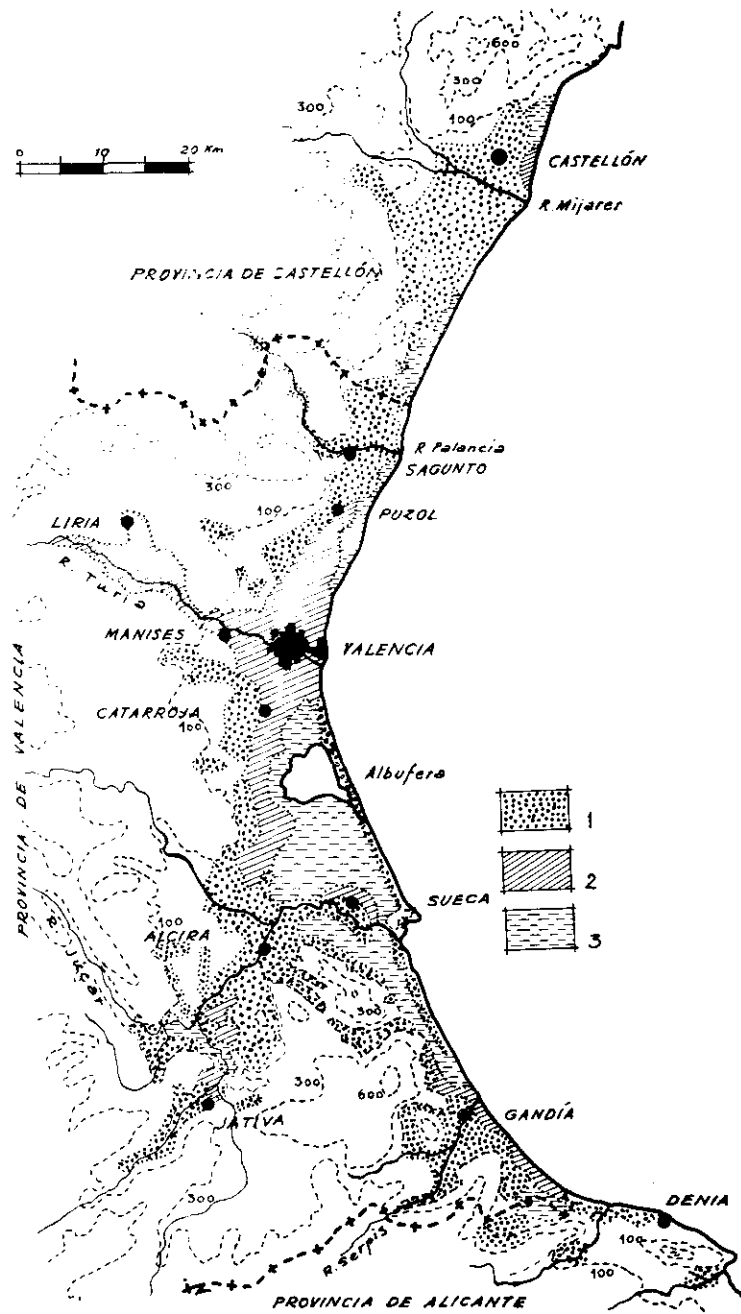 600
300
300
100
0 10 20 Km
CASTELLÓN
R. Mijares
PROVINCIA DE CASTELLÓN
R. Palancia
SAGUNTO
300
100
PUZOL
LIRIA
R. Turia
MANISES
VALENCIA
PROVINCIA DE VALENCIA
CATARROJA
100
Albufera
1
2
3
SUECA
100
ALCIRA
R. Jucar
300
300
600
GANDÍA
JATIVA
300
DENIA
100
R. Serpis
100
PROVINCIA DE ALICANTE